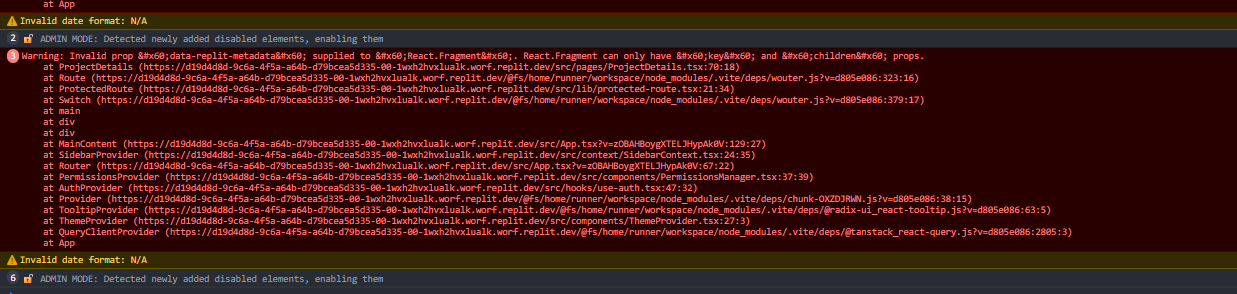 at App
Invalid date format: N/A
2 🔓 ADMIN MODE: Detected newly added disabled elements, enabling them
3 Warning: Invalid prop &#x60;data-replit-metadata&#x60; supplied to &#x60;React.Fragment&#x60;. React.Fragment can only have &#x60;key&#x60; and &#x60;children&#x60; props.
at ProjectDetails (https://d19d4d8d-9c6a-4f5a-a64b-d79bcea5d335-00-1wxh2hvxlualk.worf.replit.dev/src/pages/ProjectDetails.tsx:70:18)
at Route (https://d19d4d8d-9c6a-4f5a-a64b-d79bcea5d335-00-1wxh2hvxlualk.worf.replit.dev/@fs/home/runner/workspace/node_modules/.vite/deps/wouter.js?v=d805e086:323:16)
at ProtectedRoute (https://d19d4d8d-9c6a-4f5a-a64b-d79bcea5d335-00-1wxh2hvxlualk.worf.replit.dev/src/lib/protected-route.tsx:21:34)
at Switch (https://d19d4d8d-9c6a-4f5a-a64b-d79bcea5d335-00-1wxh2hvxlualk.worf.replit.dev/@fs/home/runner/workspace/node_modules/.vite/deps/wouter.js?v=d805e086:379:17)
at main
at div
at div
at MainContent (https://d19d4d8d-9c6a-4f5a-a64b-d79bcea5d335-00-1wxh2hvxlualk.worf.replit.dev/src/App.tsx?v=zOBAHBoygXTELJHypAk0V:129:27)
at SidebarProvider (https://d19d4d8d-9c6a-4f5a-a64b-d79bcea5d335-00-1wxh2hvxlualk.worf.replit.dev/src/context/SidebarContext.tsx:24:35)
at Router (https://d19d4d8d-9c6a-4f5a-a64b-d79bcea5d335-00-1wxh2hvxlualk.worf.replit.dev/src/App.tsx?v=zOBAHBoygXTELJHypAk0V:67:22)
at PermissionsProvider (https://d19d4d8d-9c6a-4f5a-a64b-d79bcea5d335-00-1wxh2hvxlualk.worf.replit.dev/src/components/PermissionsManager.tsx:37:39)
at AuthProvider (https://d19d4d8d-9c6a-4f5a-a64b-d79bcea5d335-00-1wxh2hvxlualk.worf.replit.dev/src/hooks/use-auth.tsx:47:32)
at Provider (https://d19d4d8d-9c6a-4f5a-a64b-d79bcea5d335-00-1wxh2hvxlualk.worf.replit.dev/@fs/home/runner/workspace/node_modules/.vite/deps/chunk-OXZDJRWN.js?v=d805e086:38:15)
at TooltipProvider (https://d19d4d8d-9c6a-4f5a-a64b-d79bcea5d335-00-1wxh2hvxlualk.worf.replit.dev/@fs/home/runner/workspace/node_modules/.vite/deps/@radix-ui_react-tooltip.js?v=d805e086:63:5)
at ThemeProvider (https://d19d4d8d-9c6a-4f5a-a64b-d79bcea5d335-00-1wxh2hvxlualk.worf.replit.dev/src/components/ThemeProvider.tsx:27:3)
at QueryClientProvider (https://d19d4d8d-9c6a-4f5a-a64b-d79bcea5d335-00-1wxh2hvxlualk.worf.replit.dev/@fs/home/runner/workspace/node_modules/.vite/deps/@tanstack_react-query.js?v=d805e086:2805:3)
at App
Invalid date format: N/A
6 🔓 ADMIN MODE: Detected newly added disabled elements, enabling them